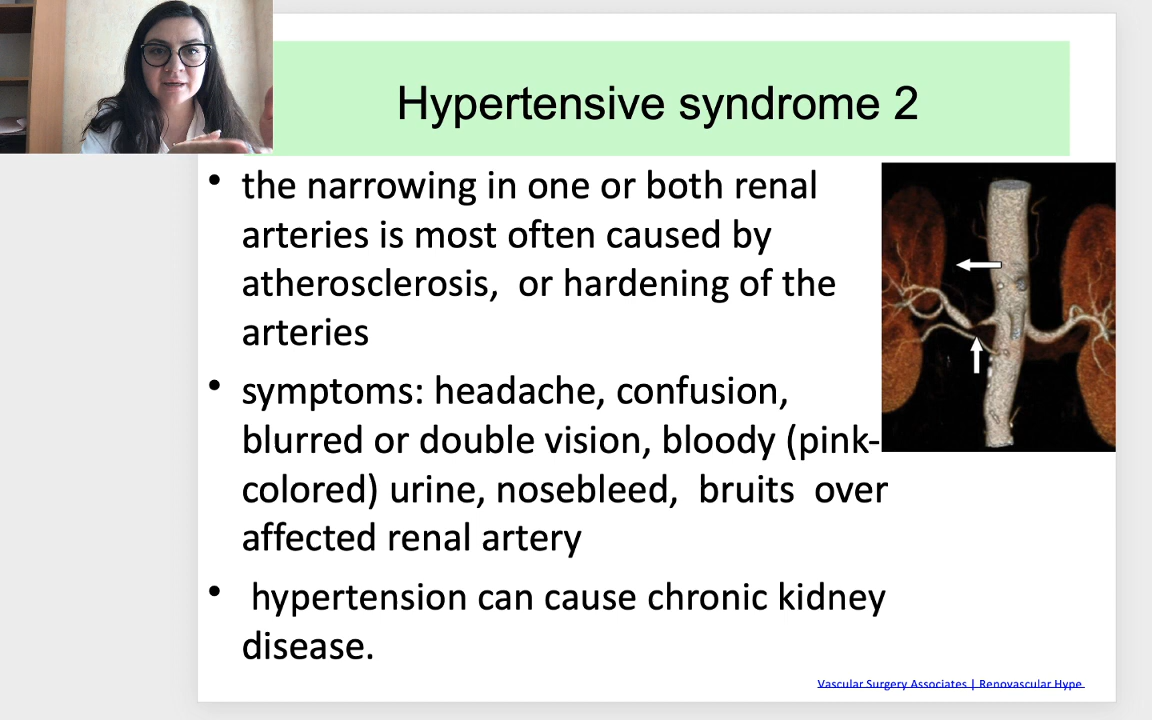 Hypertensive syndrome 2
• the narrowing in one or both renal
arteries is most often caused by
atherosclerosis,  or hardening of the
arteries
• symptoms: headache, confusion,
blurred or double vision, bloody (pink-
colored) urine, nosebleed,  bruits  over
affected renal artery
•  hypertension can cause chronic kidney
disease.
Vascular Surgery Associates | Renovascular Hype